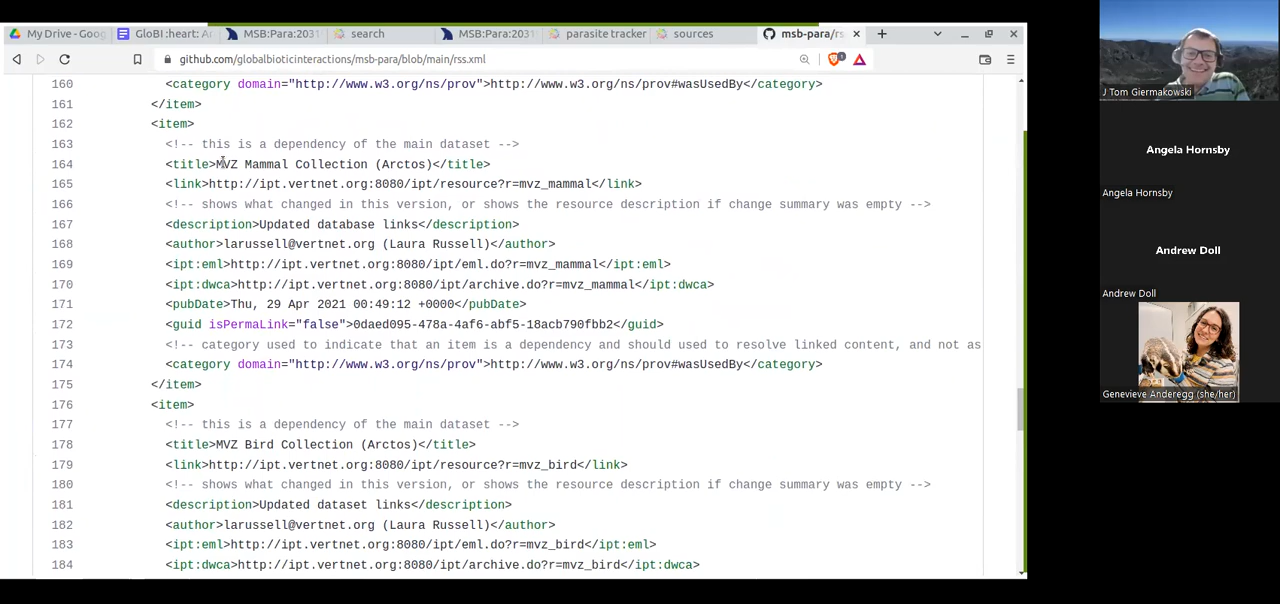 My Drive - Goog
GloBI :heart: Ar
MSB:Para:2031
search
MSB:Para:2031
parasite tracker
sources
msb-para/rs
github.com/globalbioticinteractions/msb-para/blob/main/rss.xml
160 <category domain="http://www.w3.org/ns/prov">http://www.w3.org/ns/prov#wasUsedBy</category>
161 </item>
162 <item>
163 <!-- this is a dependency of the main dataset -->
164 <title>MVZ Mammal Collection (Arctos)</title>
165 <link>http://ipt.vertnet.org:8080/ipt/resource?r=mvz_mammal</link>
166 <!-- shows what changed in this version, or shows the resource description if change summary was empty -->
167 <description>Updated database links</description>
168 <author>larussell@vertnet.org (Laura Russell)</author>
169 <ipt:eml>http://ipt.vertnet.org:8080/ipt/eml.do?r=mvz_mammal</ipt:eml>
170 <ipt:dwca>http://ipt.vertnet.org:8080/ipt/archive.do?r=mvz_mammal</ipt:dwca>
171 <pubDate>Thu, 29 Apr 2021 00:49:12 +0000</pubDate>
172 <guid isPermaLink="false">0daed095-478a-4af6-abf5-18acb790fbb2</guid>
173 <!-- category used to indicate that an item is dependency and should used to resolve linked content, and not as
174 <category domain="http://www.w3.org/ns/prov">http://www.w3.org/ns/prov#wasUsedBy</category>
175 </item>
176 <item>
177 <!-- this is a dependency of the main dataset -->
178 <title>MVZ Bird Collection (Arctos)</title>
179 <link>http://ipt.vertnet.org:8080/ipt/resource?r=mvz_bird</link>
180 <!-- shows what changed in this version, or shows the resource description if change summary was empty -->
181 <description>Updated dataset links</description>
182 <author>larussell@vertnet.org (Laura Russell)</author>
183 <ipt:eml>http://ipt.vertnet.org:8080/ipt/eml.do?r=mvz_bird</ipt:eml>
184 <ipt:dwca>http://ipt.vertnet.org:8080/ipt/archive.do?r=mvz_bird</ipt:dwca>
J Tom Giermakowski
Angela Hornsby
Angela Hornsby
Andrew Doll
Andrew Doll
Genevieve Anderegg (she/her)